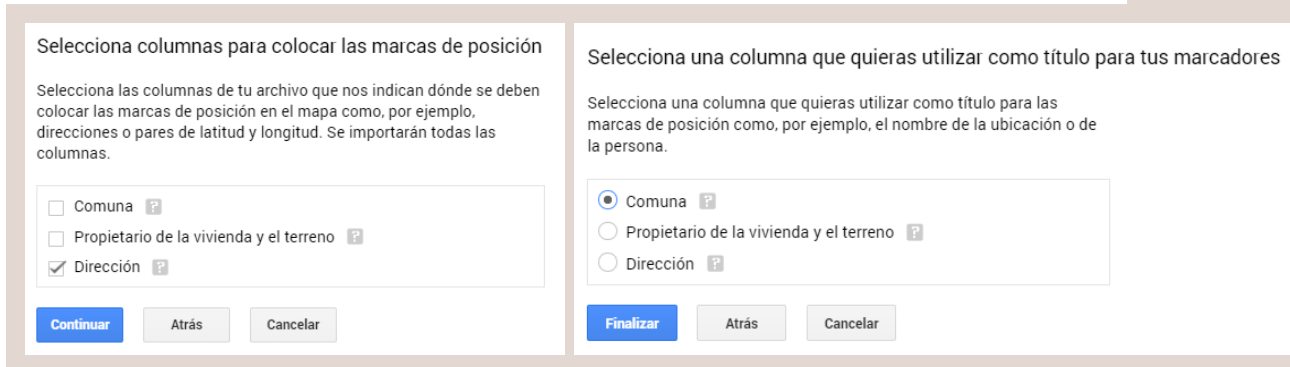 Selecciona columnas para colocar las marcas de posición
Selecciona las columnas de tu archivo que nos indican dónde se deben
colocar las marcas de posición en el mapa como, por ejemplo,
direcciones o pares de latitud y longitud. Se importarán todas las
columnas.
Comuna ?
Propietario de la vivienda y el terreno ?
Dirección ?
Continuar Atrás Cancelar
Selecciona una columna que quieras utilizar como título para tus marcadores
Selecciona una columna que quieras utilizar como título para las
marcas de posición como, por ejemplo, el nombre de la ubicación o de
la persona.
Comuna ?
Propietario de la vivienda y el terreno ?
Dirección ?
Finalizar Atrás Cancelar